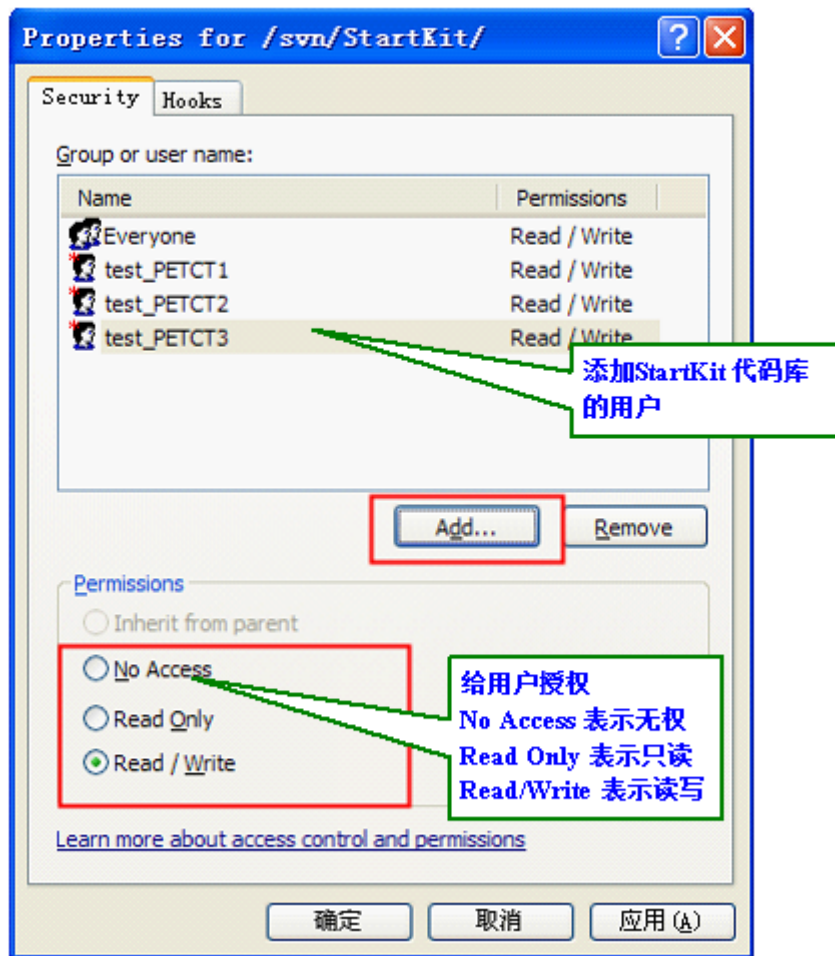 Properties for /svn/StartKit/
Security Hooks
Group or user name:
Name Permissions
Everyone Read / Write
test_PETCT1 Read / Write
test_PETCT2 Read / Write
test_PETCT3 Read / Write
添加StartKit 代码库
的用户
Add... Remove
Permissions
Inherit from parent
No Access
Read Only
Read / Write
给用户授权
No Access 表示无权
Read Only 表示只读
Read/Write 表示读写
Learn more about access control and permissions
确定 取消 应用 (A)